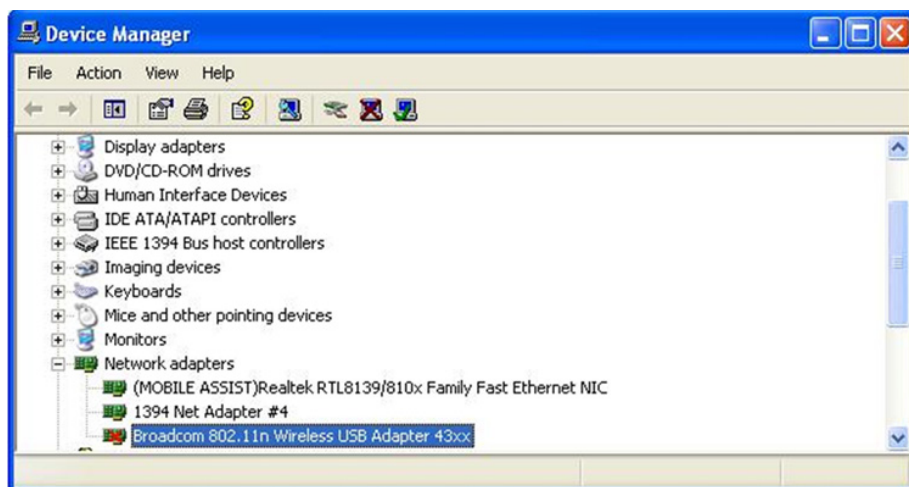 Device Manager
File Action View Help
Display adapters
DVD/CD-ROM drives
Human Interface Devices
IDE ATA/ATAPI controllers
IEEE 1394 Bus host controllers
Imaging devices
Keyboards
Mice and other pointing devices
Monitors
Network adapters
(MOBILE ASSIST)Realtek RTL8139/810x Family Fast Ethernet NIC
1394 Net Adapter #4
Broadcom 802.11n Wireless USB Adapter 43xx